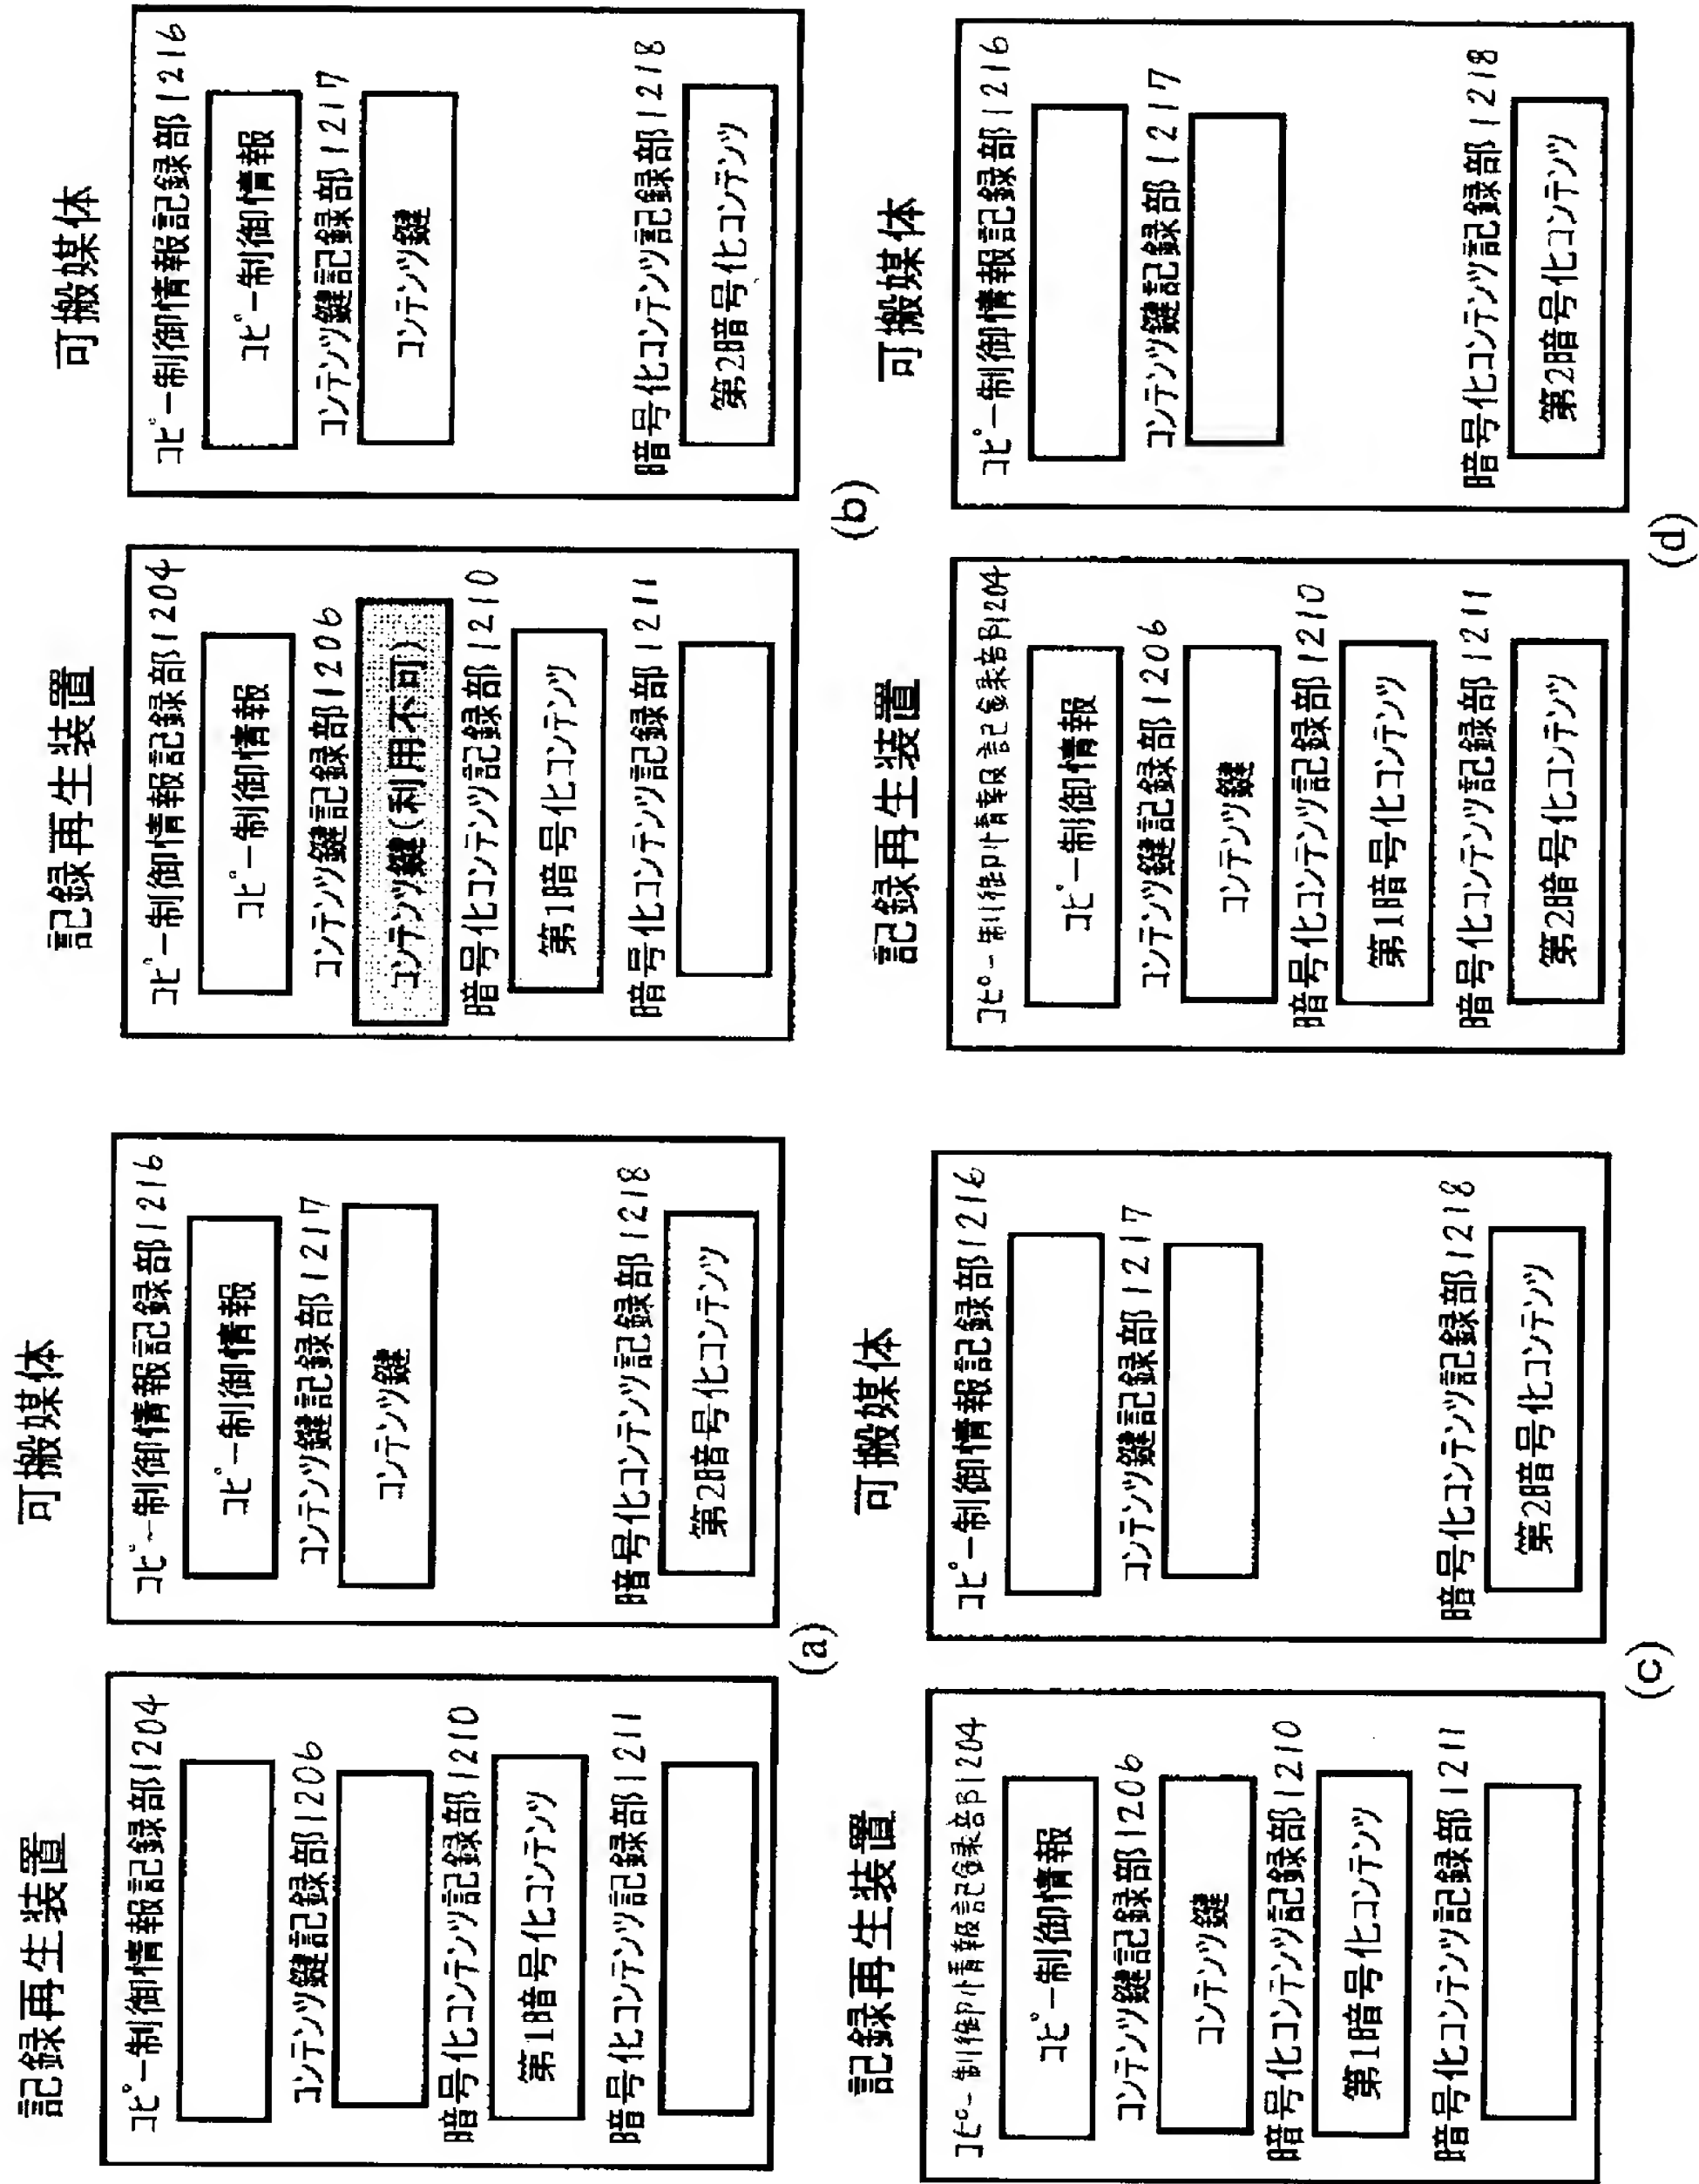 記録再生装置
コピー制御情報記録部1204
コンテンツ鍵記録部1206
暗号化コンテンツ記録部1210
第1暗号化コンテンツ
暗号化コンテンツ記録部1211
可搬媒体
コピー制御情報記録部1216
コピー制御情報
コンテンツ鍵記録部1217
コンテンツ鍵
暗号化コンテンツ記録部1218
第2暗号化コンテンツ
(a)
記録再生装置
コピー制御情報記録部1204
コピー制御情報
コンテンツ鍵記録部1206
コンテンツ鍵(利用不可)
暗号化コンテンツ記録部1210
第1暗号化コンテンツ
暗号化コンテンツ記録部1211
可搬媒体
コピー制御情報記録部1216
コピー制御情報
コンテンツ鍵記録部1217
コンテンツ鍵
暗号化コンテンツ記録部1218
第2暗号化コンテンツ
(b)
記録再生装置
コピー制御情報記録部1204
コピー制御情報
コンテンツ鍵記録部1206
コンテンツ鍵
暗号化コンテンツ記録部1210
第1暗号化コンテンツ
暗号化コンテンツ記録部1211
可搬媒体
コピー制御情報記録部1216
コンテンツ鍵記録部1217
暗号化コンテンツ記録部1218
第2暗号化コンテンツ
(c)
記録再生装置
コピー制御情報記録部1204
コピー制御情報
コンテンツ鍵記録部1206
コンテンツ鍵
暗号化コンテンツ記録部1210
第1暗号化コンテンツ
暗号化コンテンツ記録部1211
第2暗号化コンテンツ
可搬媒体
コピー制御情報記録部1216
コンテンツ鍵記録部1217
暗号化コンテンツ記録部1218
第2暗号化コンテンツ
(d)